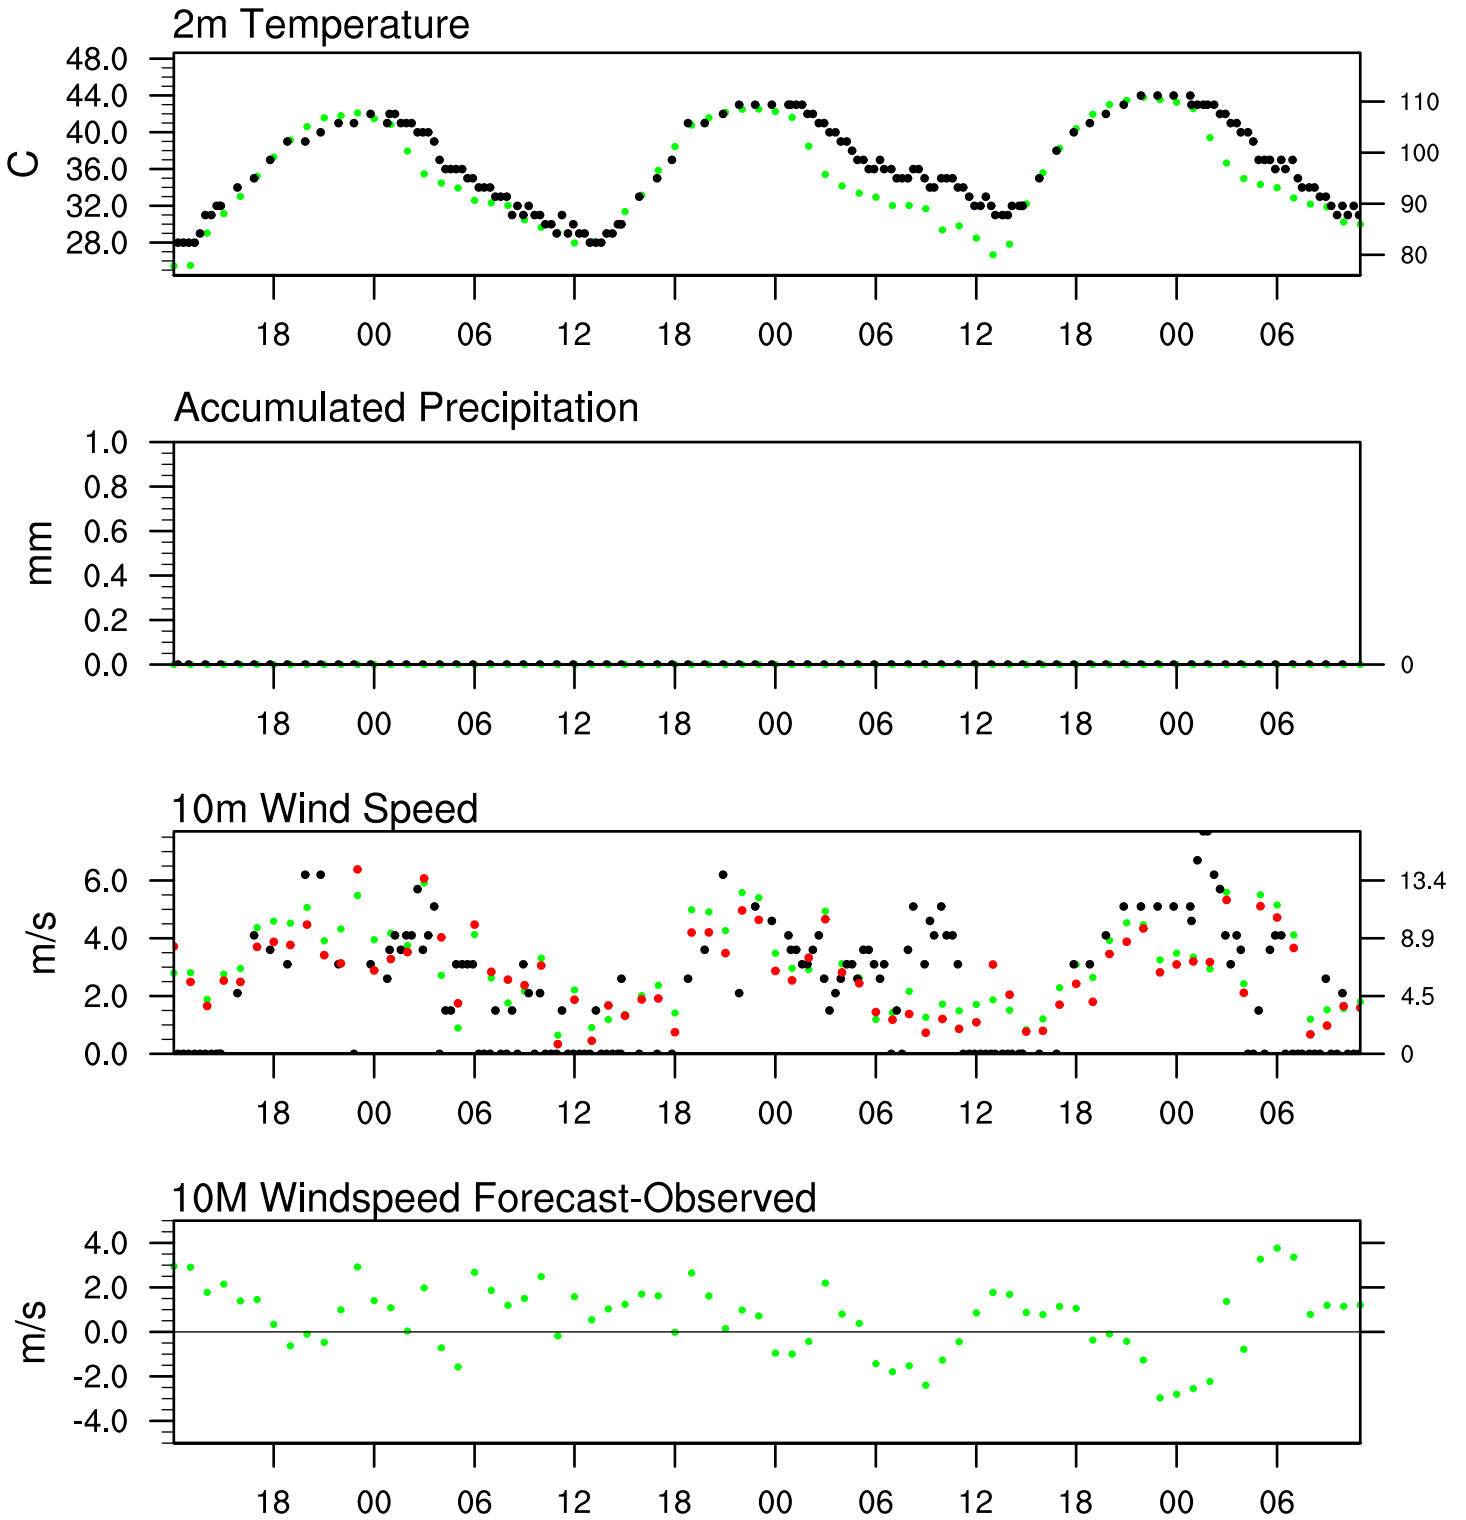 2m Temperature
48.0
44.0
40.0
36.0
32.0
28.0
C
110
100
90
80
18 00 06 12 18 00 06 12 18 00 06
Accumulated Precipitation
1.0
0.8
0.6
0.4
0.2
0.0
mm
0
18 00 06 12 18 00 06 12 18 00 06
10m Wind Speed
6.0
4.0
2.0
0.0
m/s
13.4
8.9
4.5
0
18 00 06 12 18 00 06 12 18 00 06
10M Windspeed Forecast-Observed
4.0
2.0
0.0
-2.0
-4.0
m/s
18 00 06 12 18 00 06 12 18 00 06